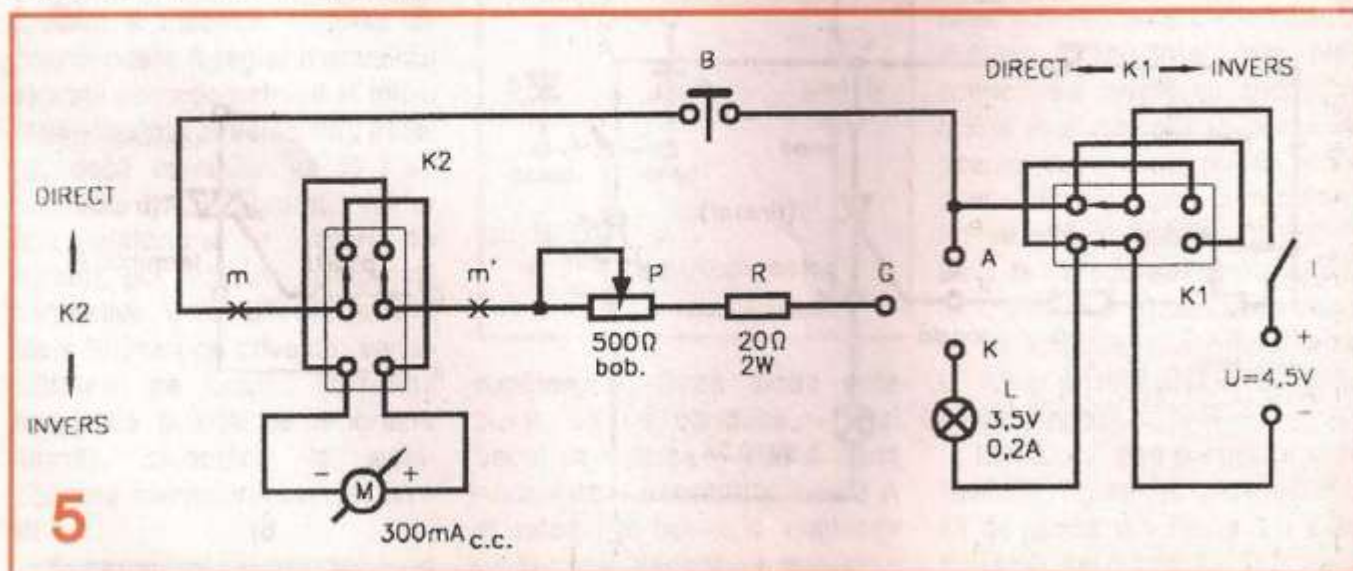 B
DIRECT ← K1 → INVERS
K2
DIRECT
K2
INVERS
m
m'
P
R
G
A
K
K1
I
500Ω
bob.
20Ω
2W
L
3,5V
0,2A
+
U=4,5V
−
− M +
300mA c.c.
5